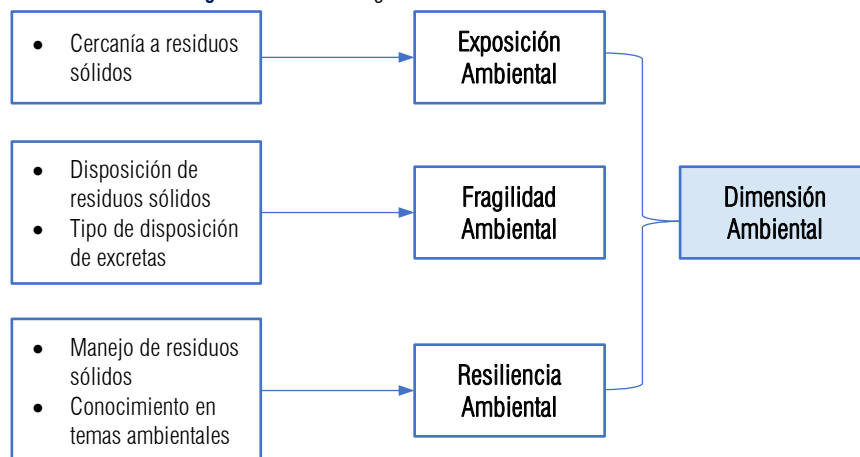 • Cercanía a residuos
sólidos
Exposición
Ambiental
• Disposición de
residuos sólidos
• Tipo de disposición
de excretas
Fragilidad
Ambiental
Dimensión
Ambiental
• Manejo de residuos
sólidos
• Conocimiento en
temas ambientales
Resiliencia
Ambiental